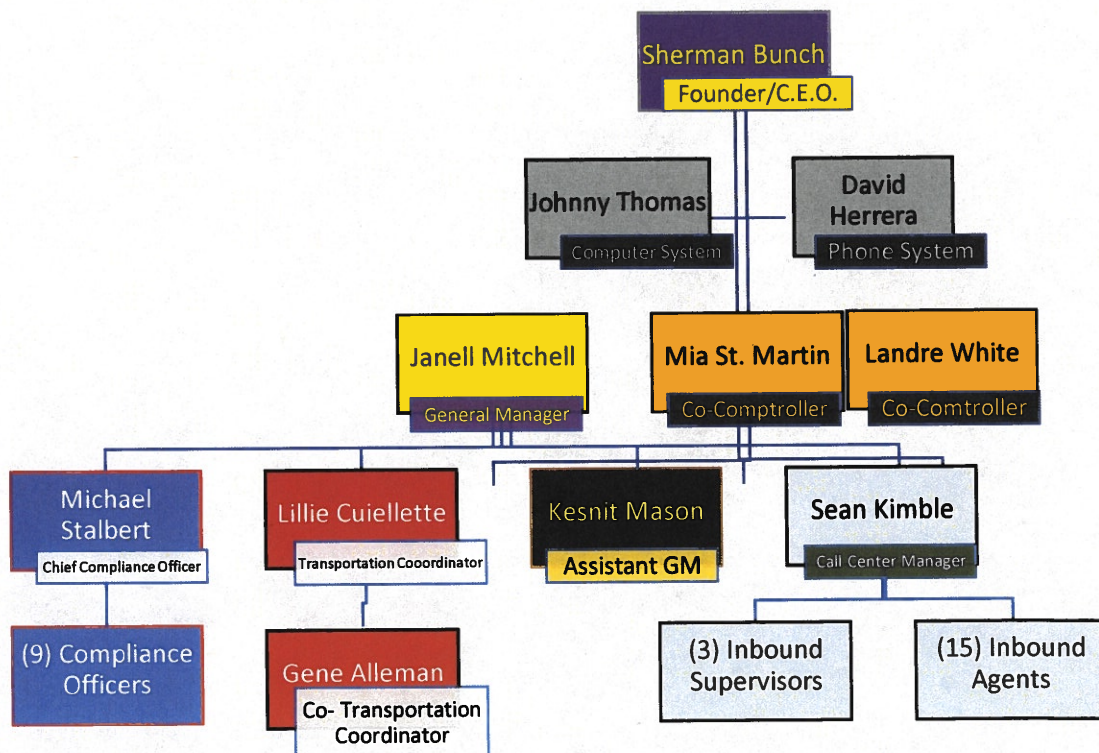 Sherman Bunch
Founder/C.E.O.
Johnny Thomas
Computer System
David
Herrera
Phone System
Janell Mitchell
General Manager
Mia St. Martin
Co-Comptroller
Landre White
Co-Comtroller
Michael
Stalbert
Chief Compliance Officer
Lillie Cuiellette
Transportation Cooordinator
Kesnit Mason
Assistant GM
Sean Kimble
Call Center Manager
(9) Compliance
Officers
Gene Alleman
Co- Transportation
Coordinator
(3) Inbound
Supervisors
(15) Inbound
Agents